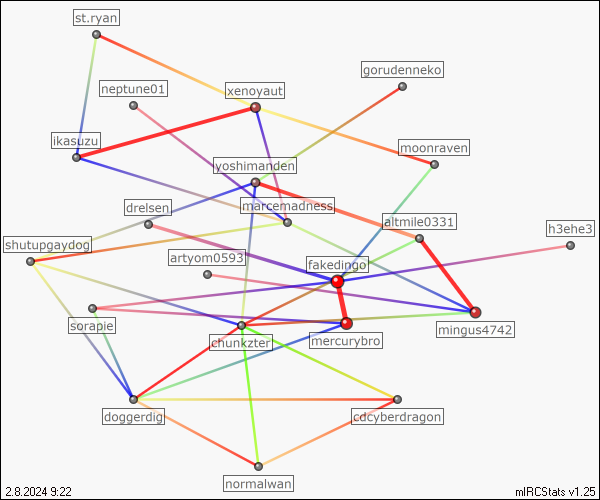 st.ryan
gorudenneko
neptune01
xenoyaut
ikasuzu
moonraven
yoshimanden
drelsen
marcemadness
altmile0331
h3ehe3
shutupgaydog
artyom0593
fakedingo
sorapie
mingus4742
chunkzter
mercurybro
doggerdig
cdcyberdragon
normalwan
2.8.2024 9:22
mIRCStats v1.25